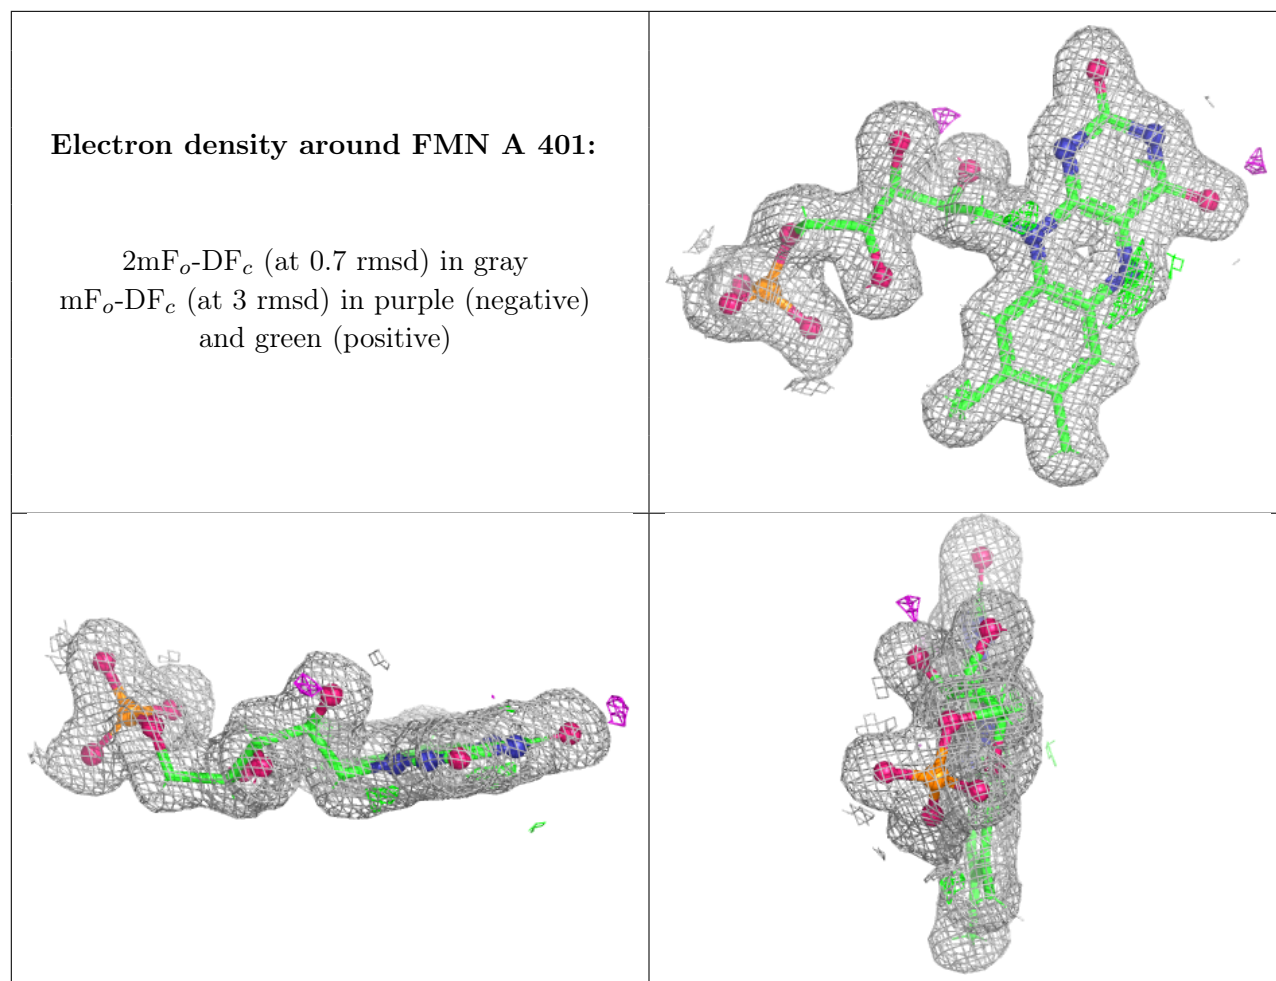 Electron density around FMN A 401:
2mFo-DFc (at 0.7 rmsd) in gray
mFo-DFc (at 3 rmsd) in purple (negative)
and green (positive)